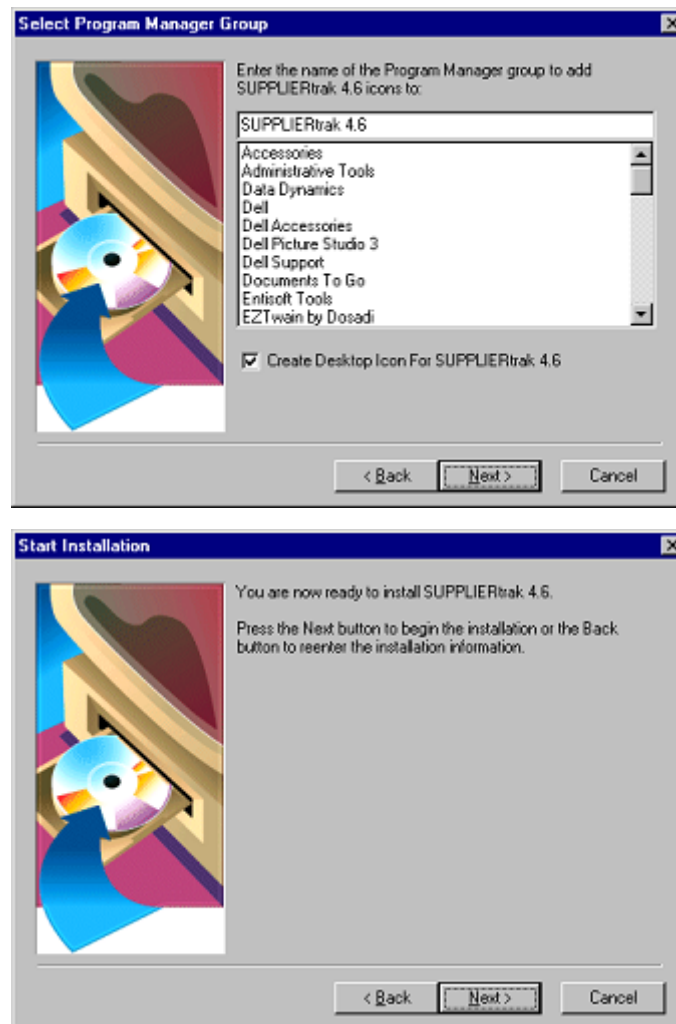 Select Program Manager Group
Enter the name of the Program Manager group to add
SUPPLIERtrak 4.6 icons to:
SUPPLIERtrak 4.6
Accessories
Administrative Tools
Data Dynamics
Dell
Dell Accessories
Dell Picture Studio 3
Dell Support
Documents To Go
Entisoft Tools
EZTwain by Dosadi
Create Desktop Icon For SUPPLIERtrak 4.6
< Back Next > Cancel
Start Installation
You are now ready to install SUPPLIERtrak 4.6.
Press the Next button to begin the installation or the Back
button to reenter the installation information.
< Back Next > Cancel